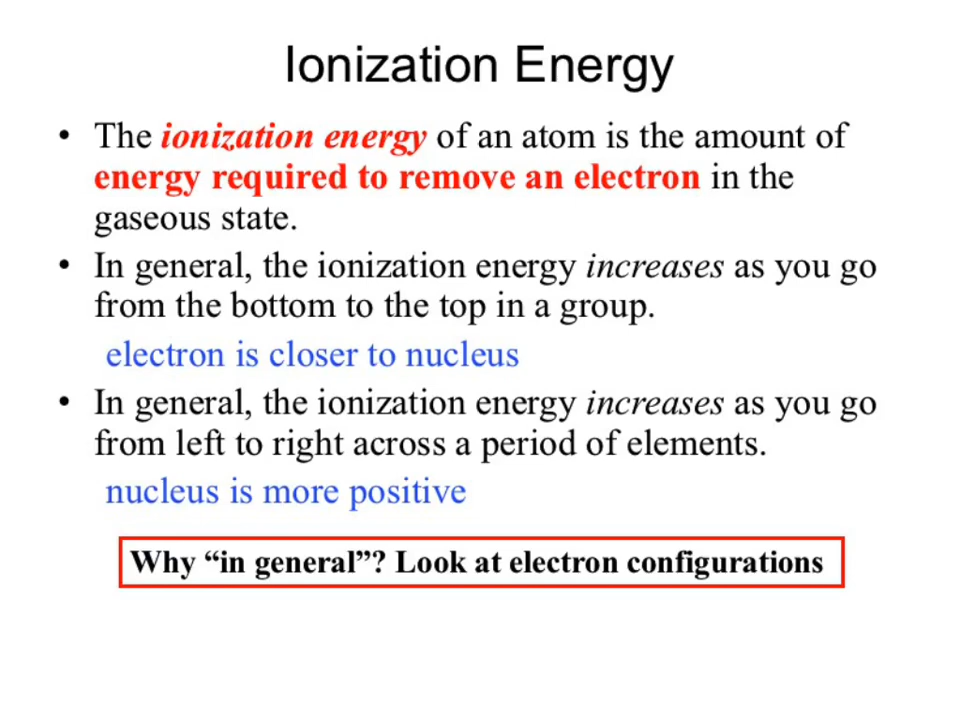 Ionization Energy
• The ionization energy of an atom is the amount of
energy required to remove an electron in the
gaseous state.
• In general, the ionization energy increases as you go
from the bottom to the top in a group.
electron is closer to nucleus
• In general, the ionization energy increases as you go
from left to right across a period of elements.
nucleus is more positive
Why “in general”? Look at electron configurations